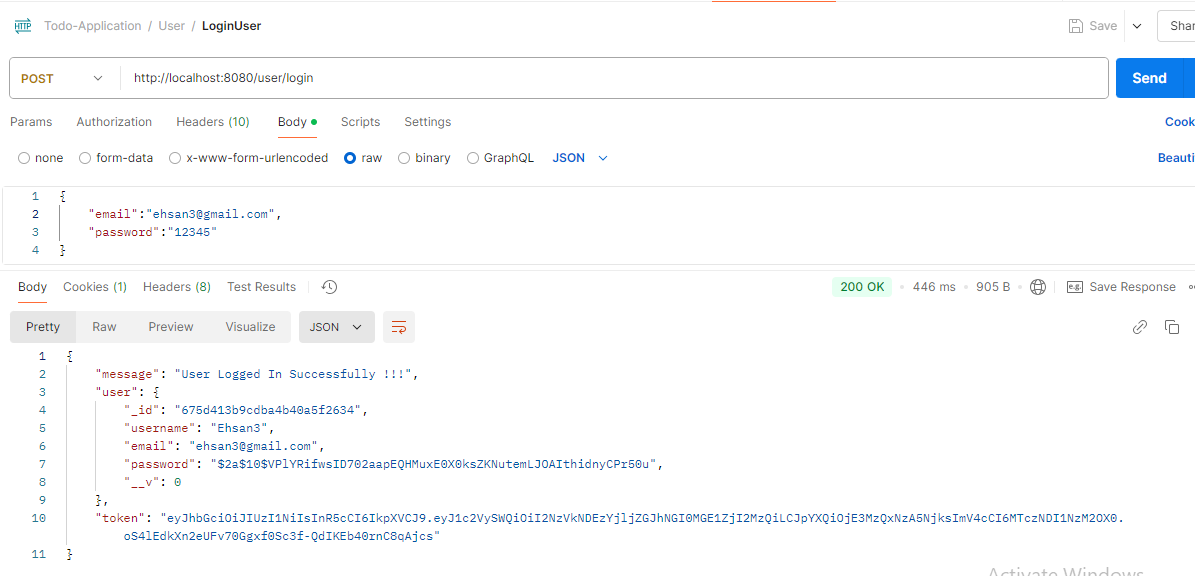 HTTP Todo-Application / User / LoginUser Save Shar
POST http://localhost:8080/user/login Send
Params Authorization Headers (10) Body Scripts Settings Cook
none form-data x-www-form-urlencoded raw binary GraphQL JSON Beauti
1 {
2 "email":"ehsan3@gmail.com",
3 "password":"12345"
4 }
Body Cookies (1) Headers (8) Test Results 200 OK 446 ms 905 B e.g. Save Response
Pretty Raw Preview Visualize JSON
1 {
2 "message": "User Logged In Successfully !!!",
3 "user": {
4 "_id": "675d413b9cdba4b40a5f2634",
5 "username": "Ehsan3",
6 "email": "ehsan3@gmail.com",
7 "password": "$2a$10$VPlYRifwsID702aapEQHMuxE0X0ksZKNutemLJOAIthidnyCPr50u",
8 "__v": 0
9 },
10 "token": "eyJhbGciOiJIUzI1NiIsInR5cCI6IkpXVCJ9.eyJ1c2VySWQiOiI2NzVkNDEzYjljZGJhNGI0MGE1ZjI2MzQiLCJpYXQiOjE3MzQxNzA5NjksImV4cCI6MTczNDI1NzM2OX0.
oS4lEdkXn2eUFv70Ggxf0Sc3f-QdIKEb40rnC8qAjcs"
11 }
Activate Windows